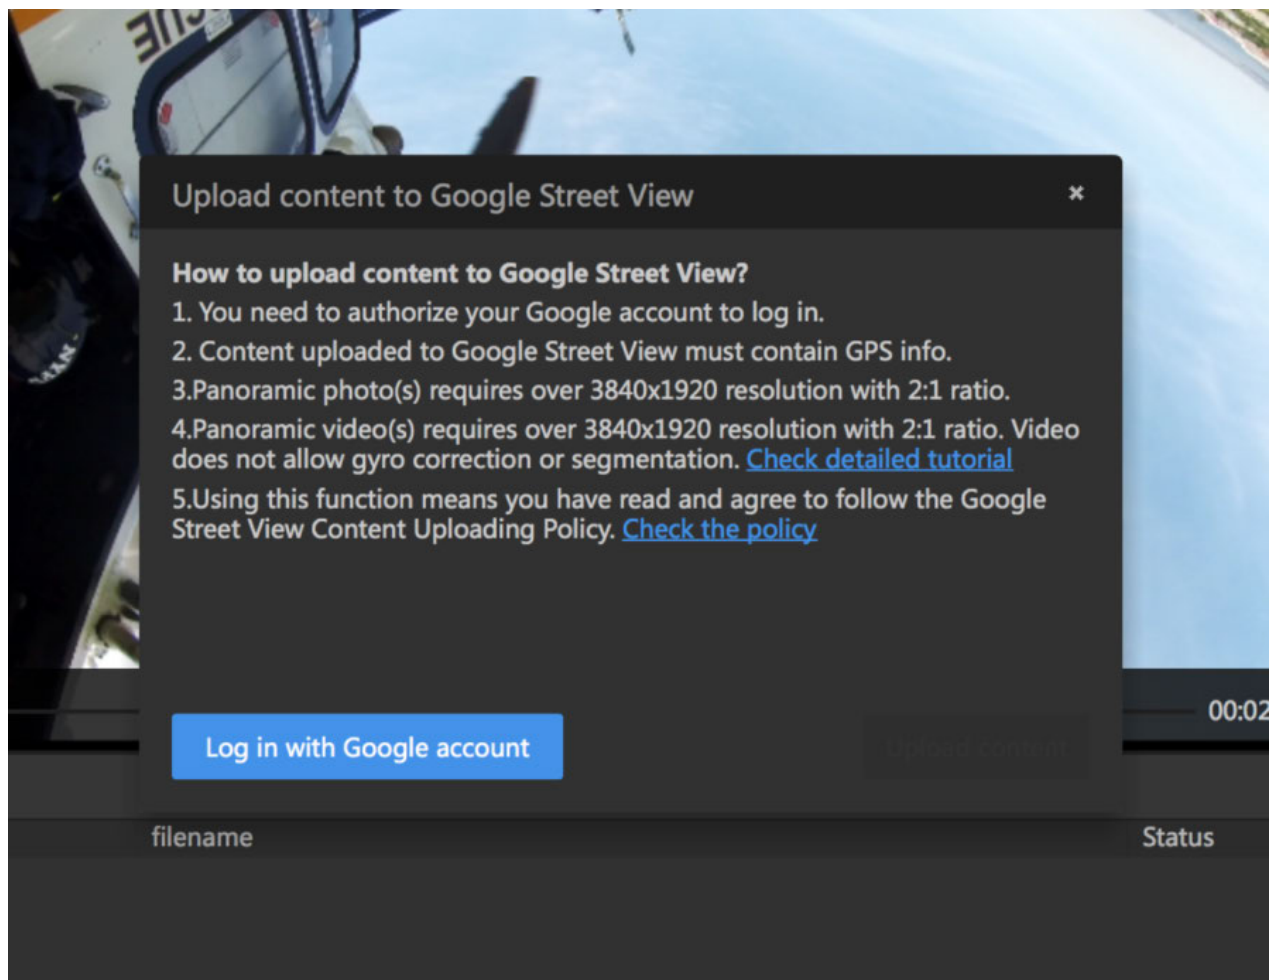 Upload content to Google Street View
How to upload content to Google Street View?
1. You need to authorize your Google account to log in.
2. Content uploaded to Google Street View must contain GPS info.
3.Panoramic photo(s) requires over 3840x1920 resolution with 2:1 ratio.
4.Panoramic video(s) requires over 3840x1920 resolution with 2:1 ratio. Video
does not allow gyro correction or segmentation. Check detailed tutorial
5.Using this function means you have read and agree to follow the Google
Street View Content Uploading Policy. Check the policy
00:02
Log in with Google account
Upload content
filename
Status